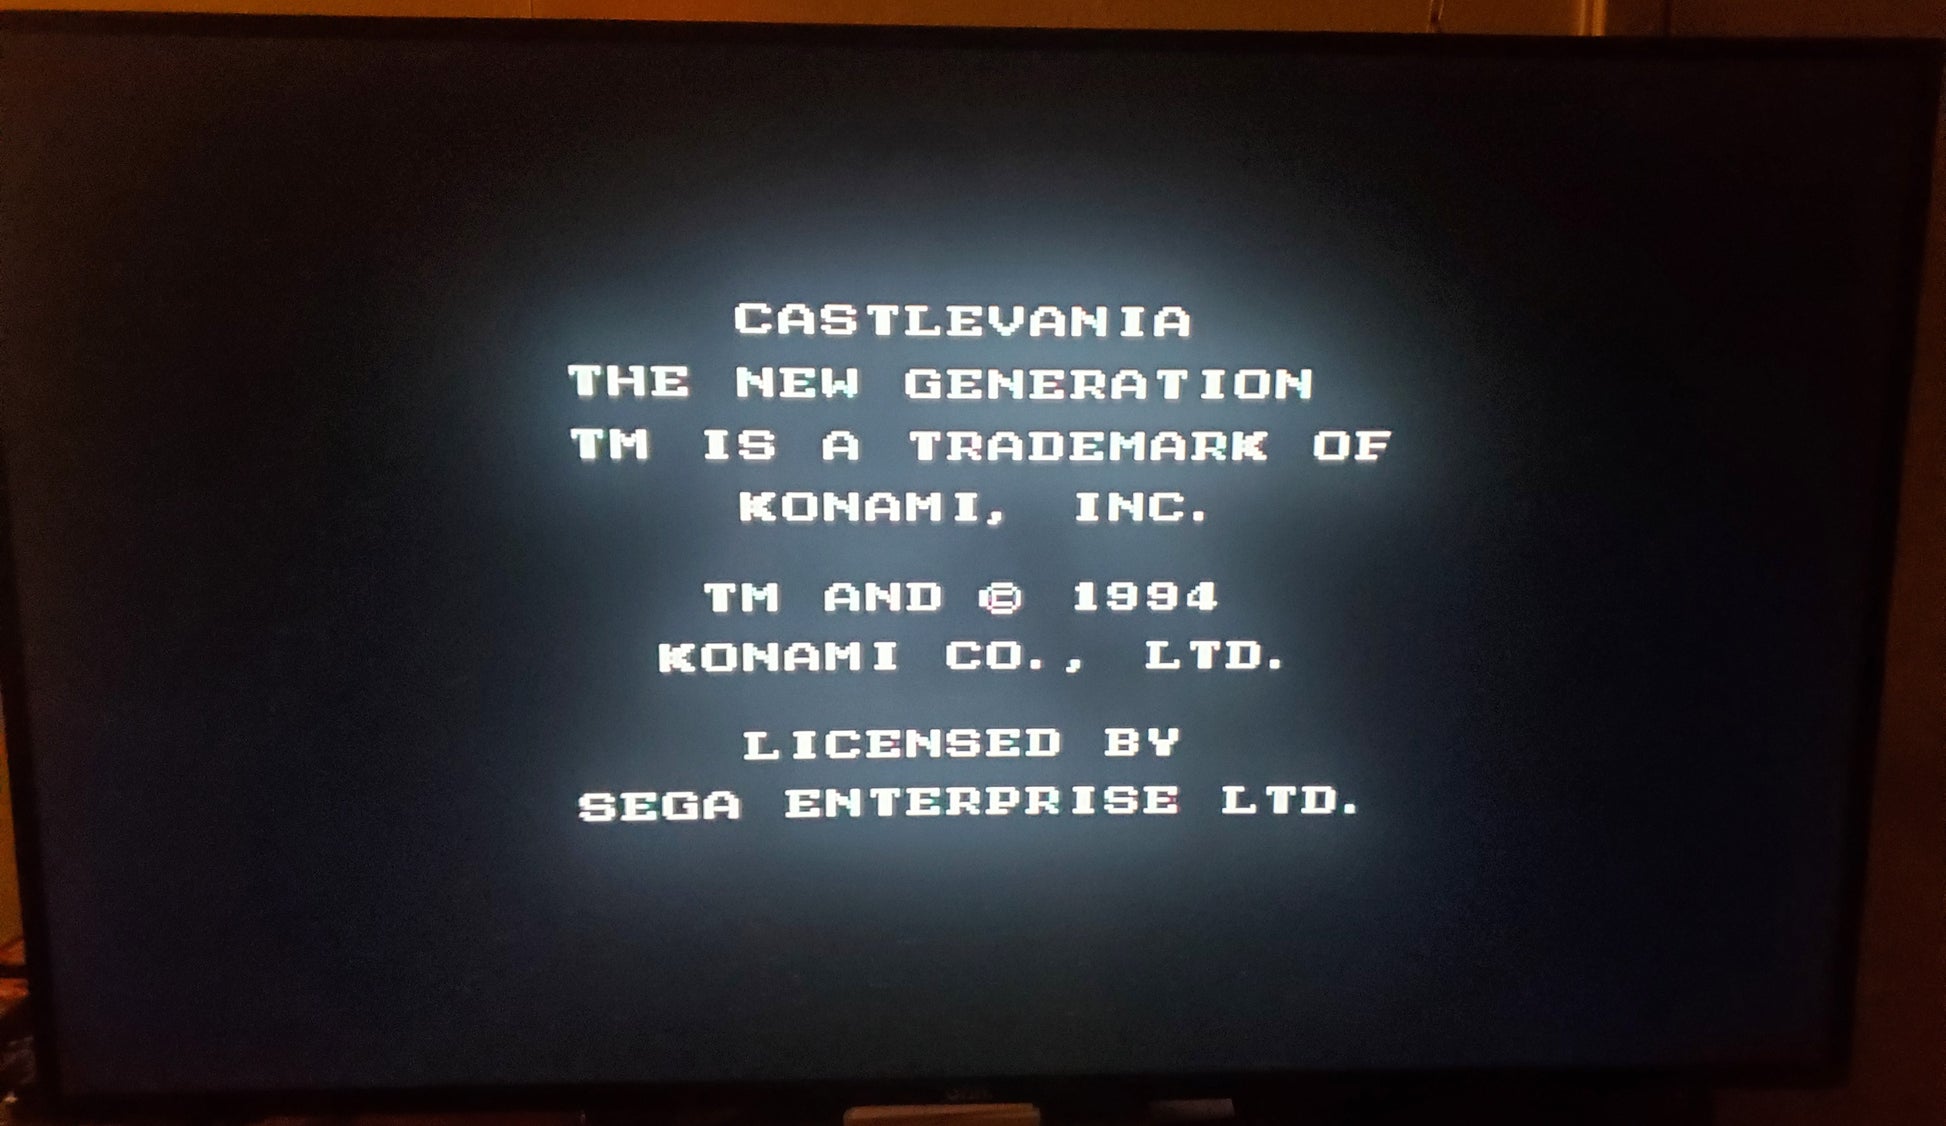 CASTLEVANIA
THE NEW GENERATION
TM IS A TRADEMARK OF
KONAMI, INC.
TM AND © 1994
KONAMI CO., LTD.
LICENSED BY
SEGA ENTERPRISE LTD.